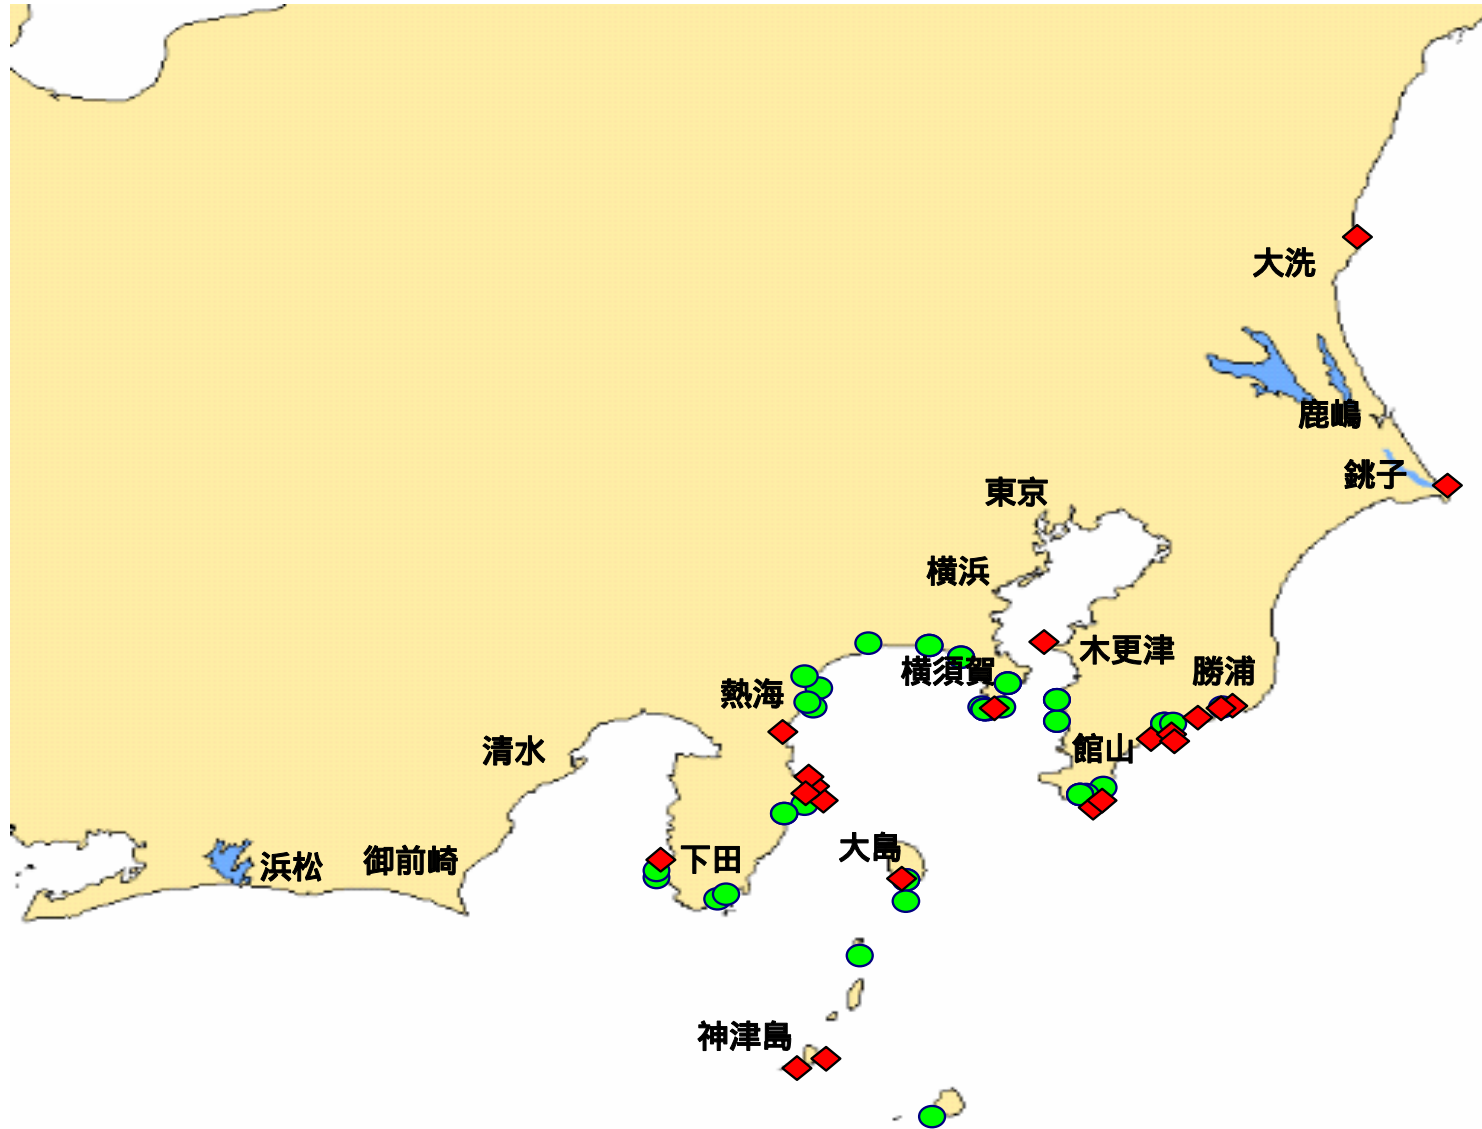 大洗
鹿嶋
銚子
東京
横浜
木更津
勝浦
横須賀
熱海
清水
館山
大島
下田
御前崎
浜松
神津島